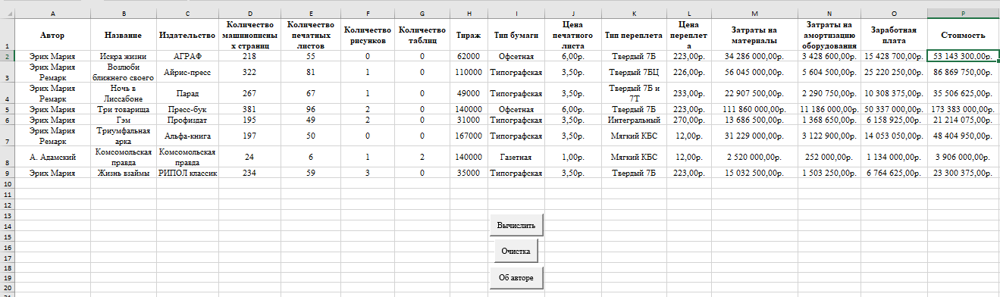 A B C D E F G H I J K L M N O P
1 Автор Название Издательство Количество машинописны х страниц Количество печатных листов Количество рисунков Количество таблиц Тираж Тип бумаги Цена печатного листа Тип переплета Цена переплет а Затраты на материалы Затраты на амортизацию оборудования Заработная плата Стоимость
2 Эрих Мария Искра жизни АГРАФ 218 55 0 0 62000 Офсетная 6,00р. Твердый 7Б 223,00р. 34 286 000,00р. 3 428 600,00р. 15 428 700,00р. 53 143 300,00р.
3 Эрих Мария Ремарк Возлюби ближнего своего Айрис-пресс 322 81 1 0 110000 Типографская 3,50р. Твердый 7БЦ 226,00р. 56 045 000,00р. 5 604 500,00р. 25 220 250,00р. 86 869 750,00р.
4 Эрих Мария Ремарк Ночь в Лиссабоне Парад 267 67 1 0 49000 Типографская 3,50р. Твердый 7Б и 7Т 233,00р. 22 907 500,00р. 2 290 750,00р. 10 308 375,00р. 35 506 625,00р.
5 Эрих Мария Три товарища Пресс-бук 381 96 2 0 140000 Офсетная 6,00р. Твердый 7Б 223,00р. 111 860 000,00р. 11 186 000,00р. 50 337 000,00р. 173 383 000,00р.
6 Эрих Мария Гэм Профиздат 195 49 2 0 31000 Типографская 3,50р. Интегральный 270,00р. 13 686 500,00р. 1 368 650,00р. 6 158 925,00р. 21 214 075,00р.
7 Эрих Мария Ремарк Триумфальная арка Альфа-книга 197 50 0 0 167000 Типографская 3,50р. Мягкий КБС 12,00р. 31 229 000,00р. 3 122 900,00р. 14 053 050,00р. 48 404 950,00р.
8 А. Адамский Комсомольская правда Комсомольская правда 24 6 1 2 140000 Газетная 1,00р. Мягкий КБС 12,00р. 2 520 000,00р. 252 000,00р. 1 134 000,00р. 3 906 000,00р.
9 Эрих Мария Жизнь взаймы РИПОЛ классик 234 59 3 0 35000 Типографская 3,50р. Твердый 7Б 223,00р. 15 032 500,00р. 1 503 250,00р. 6 764 625,00р. 23 300 375,00р.
10
11
12
13
14 Вычислить
15
16
17 Очистка
18
19 Об авторе
20